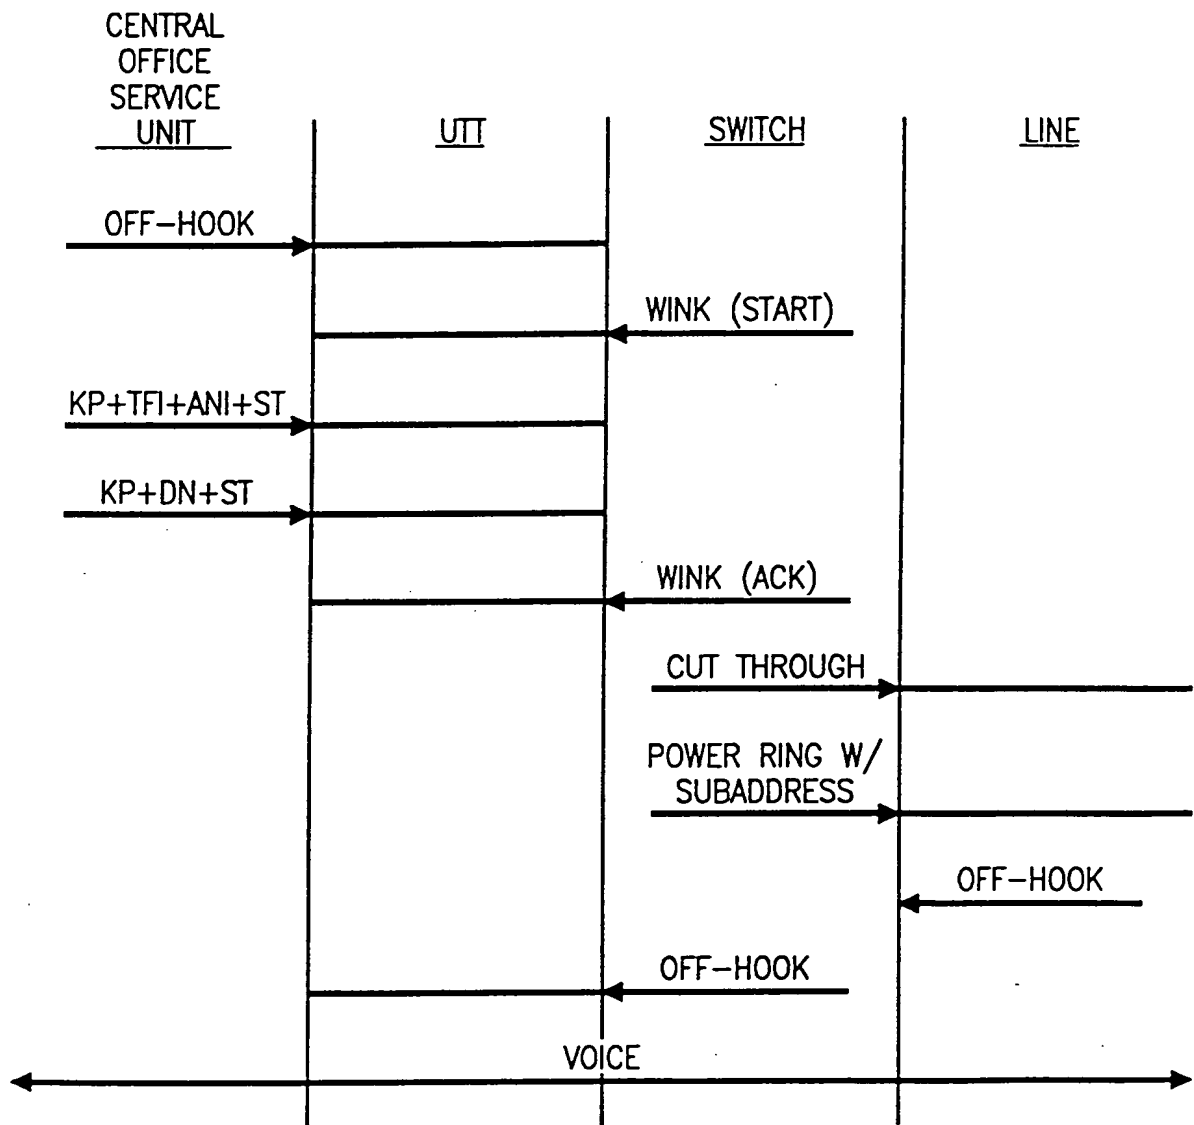 CENTRAL
OFFICE
SERVICE
UNIT
UTT
SWITCH
LINE
OFF-HOOK
WINK (START)
KP+TFI+ANI+ST
KP+DN+ST
WINK (ACK)
CUT THROUGH
POWER RING W/
SUBADDRESS
OFF-HOOK
OFF-HOOK
VOICE